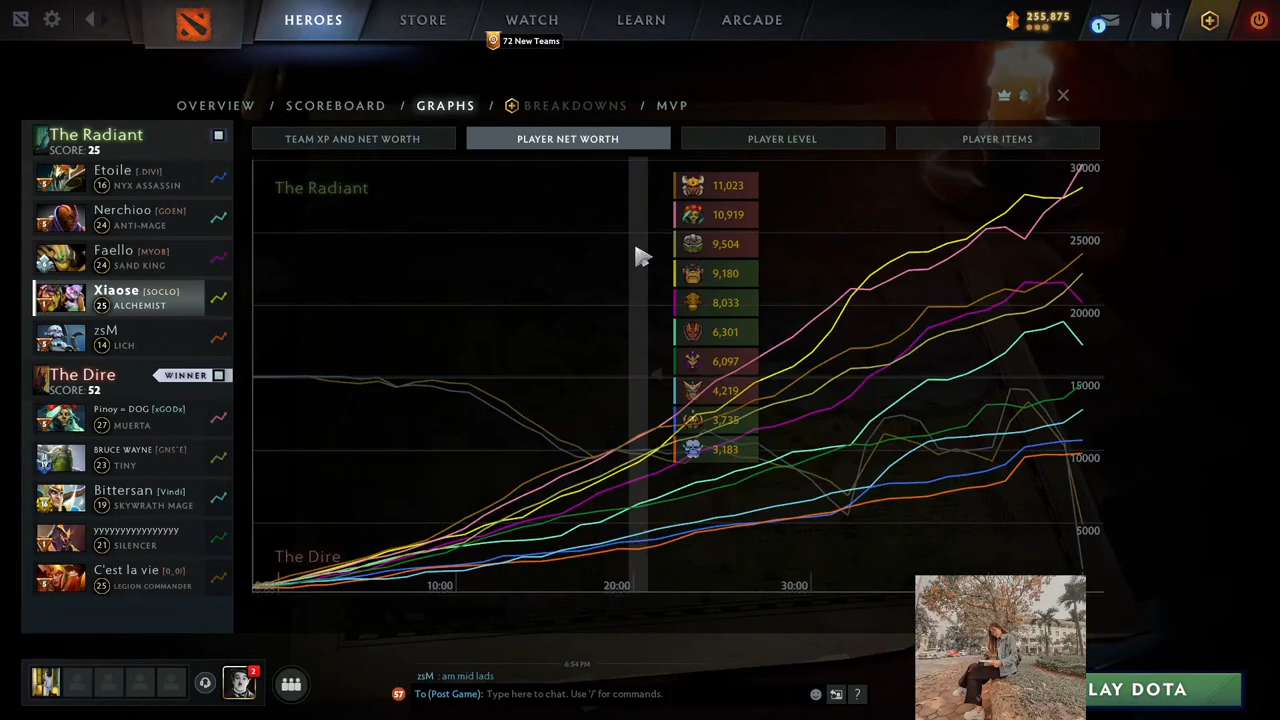 HEROES
STORE
WATCH
LEARN
ARCADE
255,875
1
72 New Teams
OVERVIEW / SCOREBOARD / GRAPHS / BREAKDOWNS / MVP
TEAM XP AND NET WORTH
PLAYER NET WORTH
PLAYER LEVEL
PLAYER ITEMS
The Radiant
SCORE: 25
Etoile [.DIVI]
16 NYX ASSASSIN
Nerchioo [GOEN]
24 ANTI-MAGE
Faello [MYOB]
24 SAND KING
Xiaose [SOCLO]
25 ALCHEMIST
zsM
14 LICH
The Dire
WINNER
SCORE: 52
Pinoy = DOG [xGODx]
27 MUERTA
BRUCE WAYNE [GNS´E]
23 TINY
Bittersan [Vindi]
19 SKYWRATH MAGE
yyyyyyyyyyyyyyyy
21 SILENCER
C'est la vie [0_0!]
25 LEGION COMMANDER
The Radiant
11,023
10,919
9,504
9,180
8,033
6,301
6,097
4,219
3,735
3,183
30000
25000
20000
15000
10000
5000
The Dire
10:00
20:00
30:00
2
6:54 PM
zsM : am mid lads
57 To (Post Game): Type here to chat. Use '/' for commands.
?
LAY DOTA